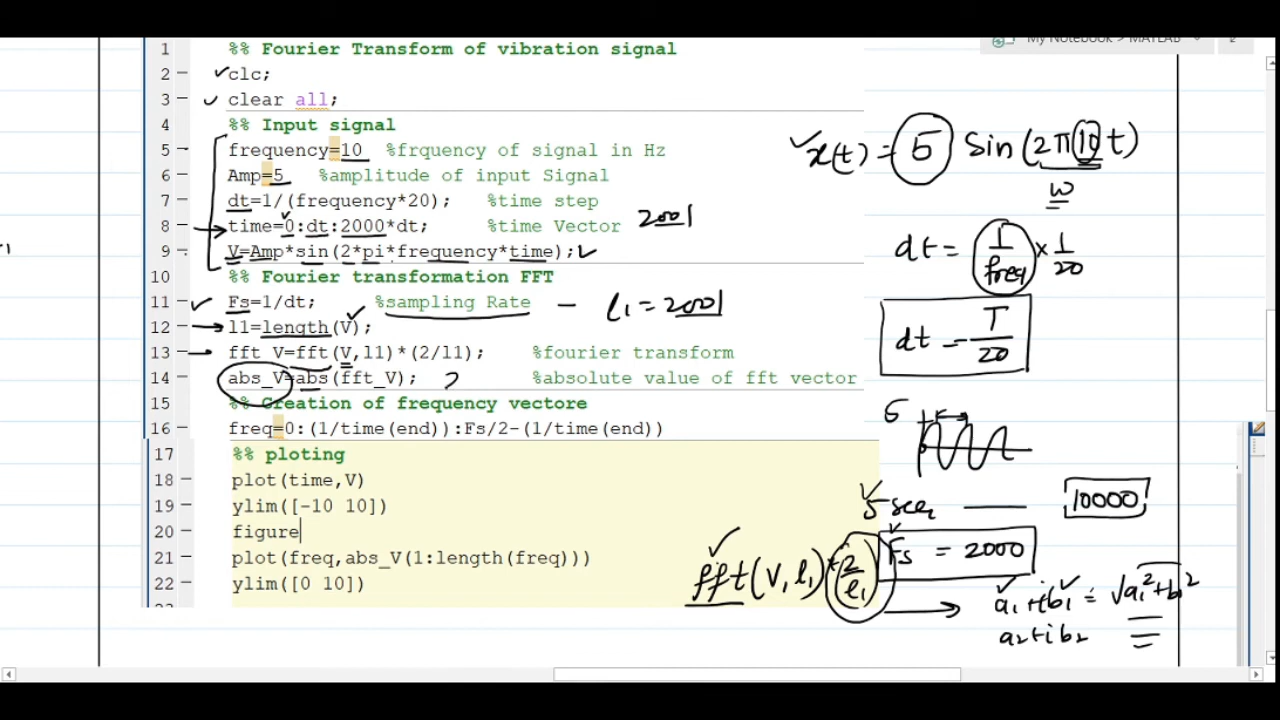 My Notebook > MATLAB
1 %% Fourier Transform of vibration signal
2 clc;
3 clear all;
4 %% Input signal
5 frequency=10 %frquency of signal in Hz
6 Amp=5 %amplitude of input Signal
7 dt=1/(frequency*20); %time step
8 time=0:dt:2000*dt; %time Vector 2001
9 V=Amp*sin(2*pi*frequency*time);
10 %% Fourier transformation FFT
11 Fs=1/dt; %sampling Rate – l1 = 2001
12 l1=length(V);
13 fft_V=fft(V,l1)*(2/l1); %fourier transform
14 abs_V=abs(fft_V); %absolute value of fft vector
15 %% Creation of frequency vectore
16 freq=0:(1/time(end)):Fs/2-(1/time(end))
17 %% ploting
18 plot(time,V)
19 ylim([-10 10])
20 figure
21 plot(freq,abs_V(1:length(freq)))
22 ylim([0 10])
x(t) = 5 Sin(2π10t)
ω
dt = 1/freq × 1/20
dt = T/20
5
5 sec — 10000
Fs = 2000
fft(V, l1) * 2/l1
a1+ib1 = √a1²+b1²
a2+ib2